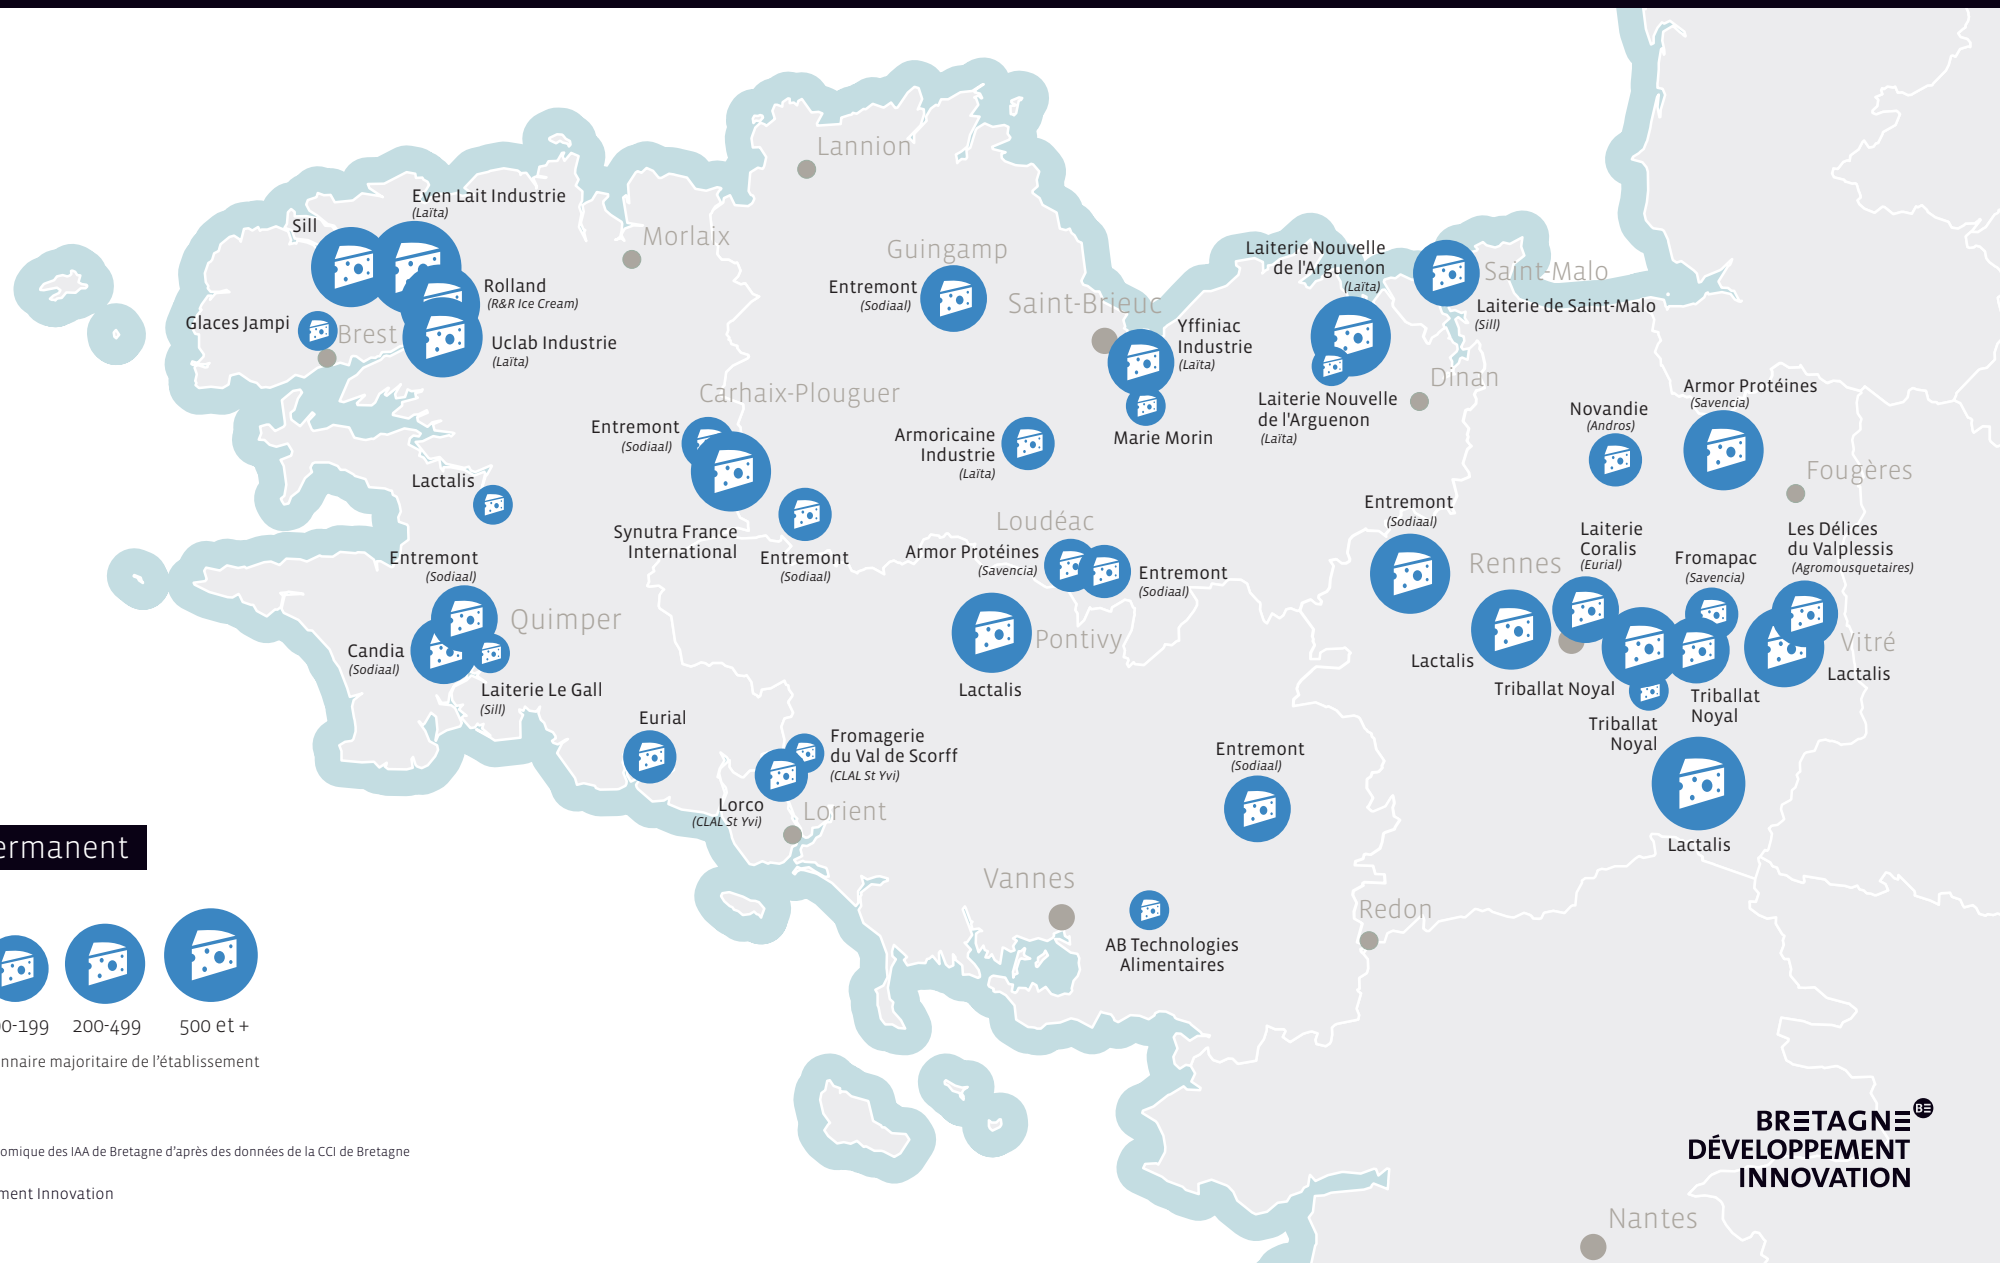 Lannion
Even Lait Industrie
(Laïta)
Sill
Morlaix
Guingamp
Laiterie Nouvelle
de l'Arguenon
(Laïta)
Saint-Malo
Rolland
(R&R Ice Cream)
Entremont
(Sodiaal)
Saint-Brieuc
Laiterie de Saint-Malo
(Sill)
Glaces Jampi
Brest
Uclab Industrie
(Laïta)
Yffiniac
Industrie
(Laïta)
Dinan
Carhaix-Plouguer
Armor Protéines
(Savencia)
Laiterie Nouvelle
de l'Arguenon
(Laïta)
Novandie
(Andros)
Entremont
(Sodiaal)
Armoricaine
Industrie
(Laïta)
Marie Morin
Fougères
Lactalis
Entremont
(Sodiaal)
Synutra France
International
Loudéac
Laiterie
Coralis
(Eurial)
Les Délices
du Valplessis
(Agromousquetaires)
Entremont
(Sodiaal)
Entremont
(Sodiaal)
Armor Protéines
(Savencia)
Entremont
(Sodiaal)
Rennes
Fromapac
(Savencia)
Quimper
Pontivy
Vitré
Candia
(Sodiaal)
Lactalis
Lactalis
Laiterie Le Gall
(Sill)
Lactalis
Triballat Noyal
Triballat
Noyal
Triballat
Noyal
Eurial
Fromagerie
du Val de Scorff
(CLAL St Yvi)
Entremont
(Sodiaal)
Lorco
(CLAL St Yvi)
Lorient
Lactalis
ermanent
Vannes
Redon
AB Technologies
Alimentaires
0-199 200-499 500 et +
nnaire majoritaire de l'établissement
BRETAGNE BE
DÉVELOPPEMENT
INNOVATION
omique des IAA de Bretagne d'après des données de la CCI de Bretagne
ment Innovation
Nantes